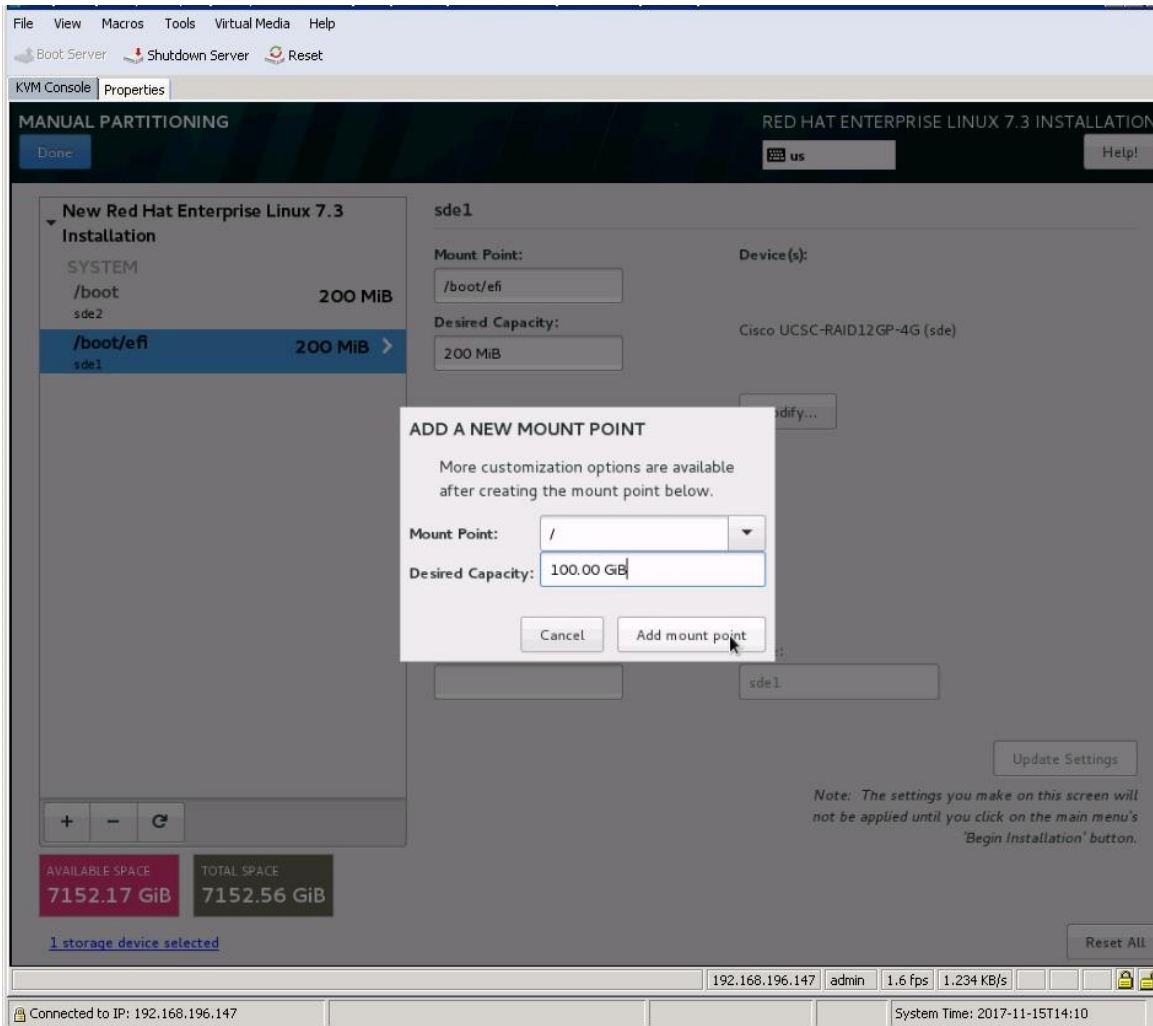 File View Macros Tools Virtual Media Help
Boot Server Shutdown Server Reset
KVM Console Properties
MANUAL PARTITIONING
RED HAT ENTERPRISE LINUX 7.3 INSTALLATION
Done
us
Help!
New Red Hat Enterprise Linux 7.3
Installation
SYSTEM
/boot 200 MiB
sde2
/boot/efi 200 MiB
sde1
sde1
Mount Point:
/boot/efi
Desired Capacity:
200 MiB
Device(s):
Cisco UCSC-RAID12GP-4G (sde)
ADD A NEW MOUNT POINT
More customization options are available
after creating the mount point below.
Mount Point: /
Desired Capacity: 100.00 GiB
Cancel Add mount point
sde1
Update Settings
Note: The settings you make on this screen will
not be applied until you click on the main menu's
'Begin Installation' button.
+ −
AVAILABLE SPACE
7152.17 GiB
TOTAL SPACE
7152.56 GiB
1 storage device selected
Reset All
192.168.196.147 admin 1.6 fps 1.234 KB/s
Connected to IP: 192.168.196.147
System Time: 2017-11-15T14:10